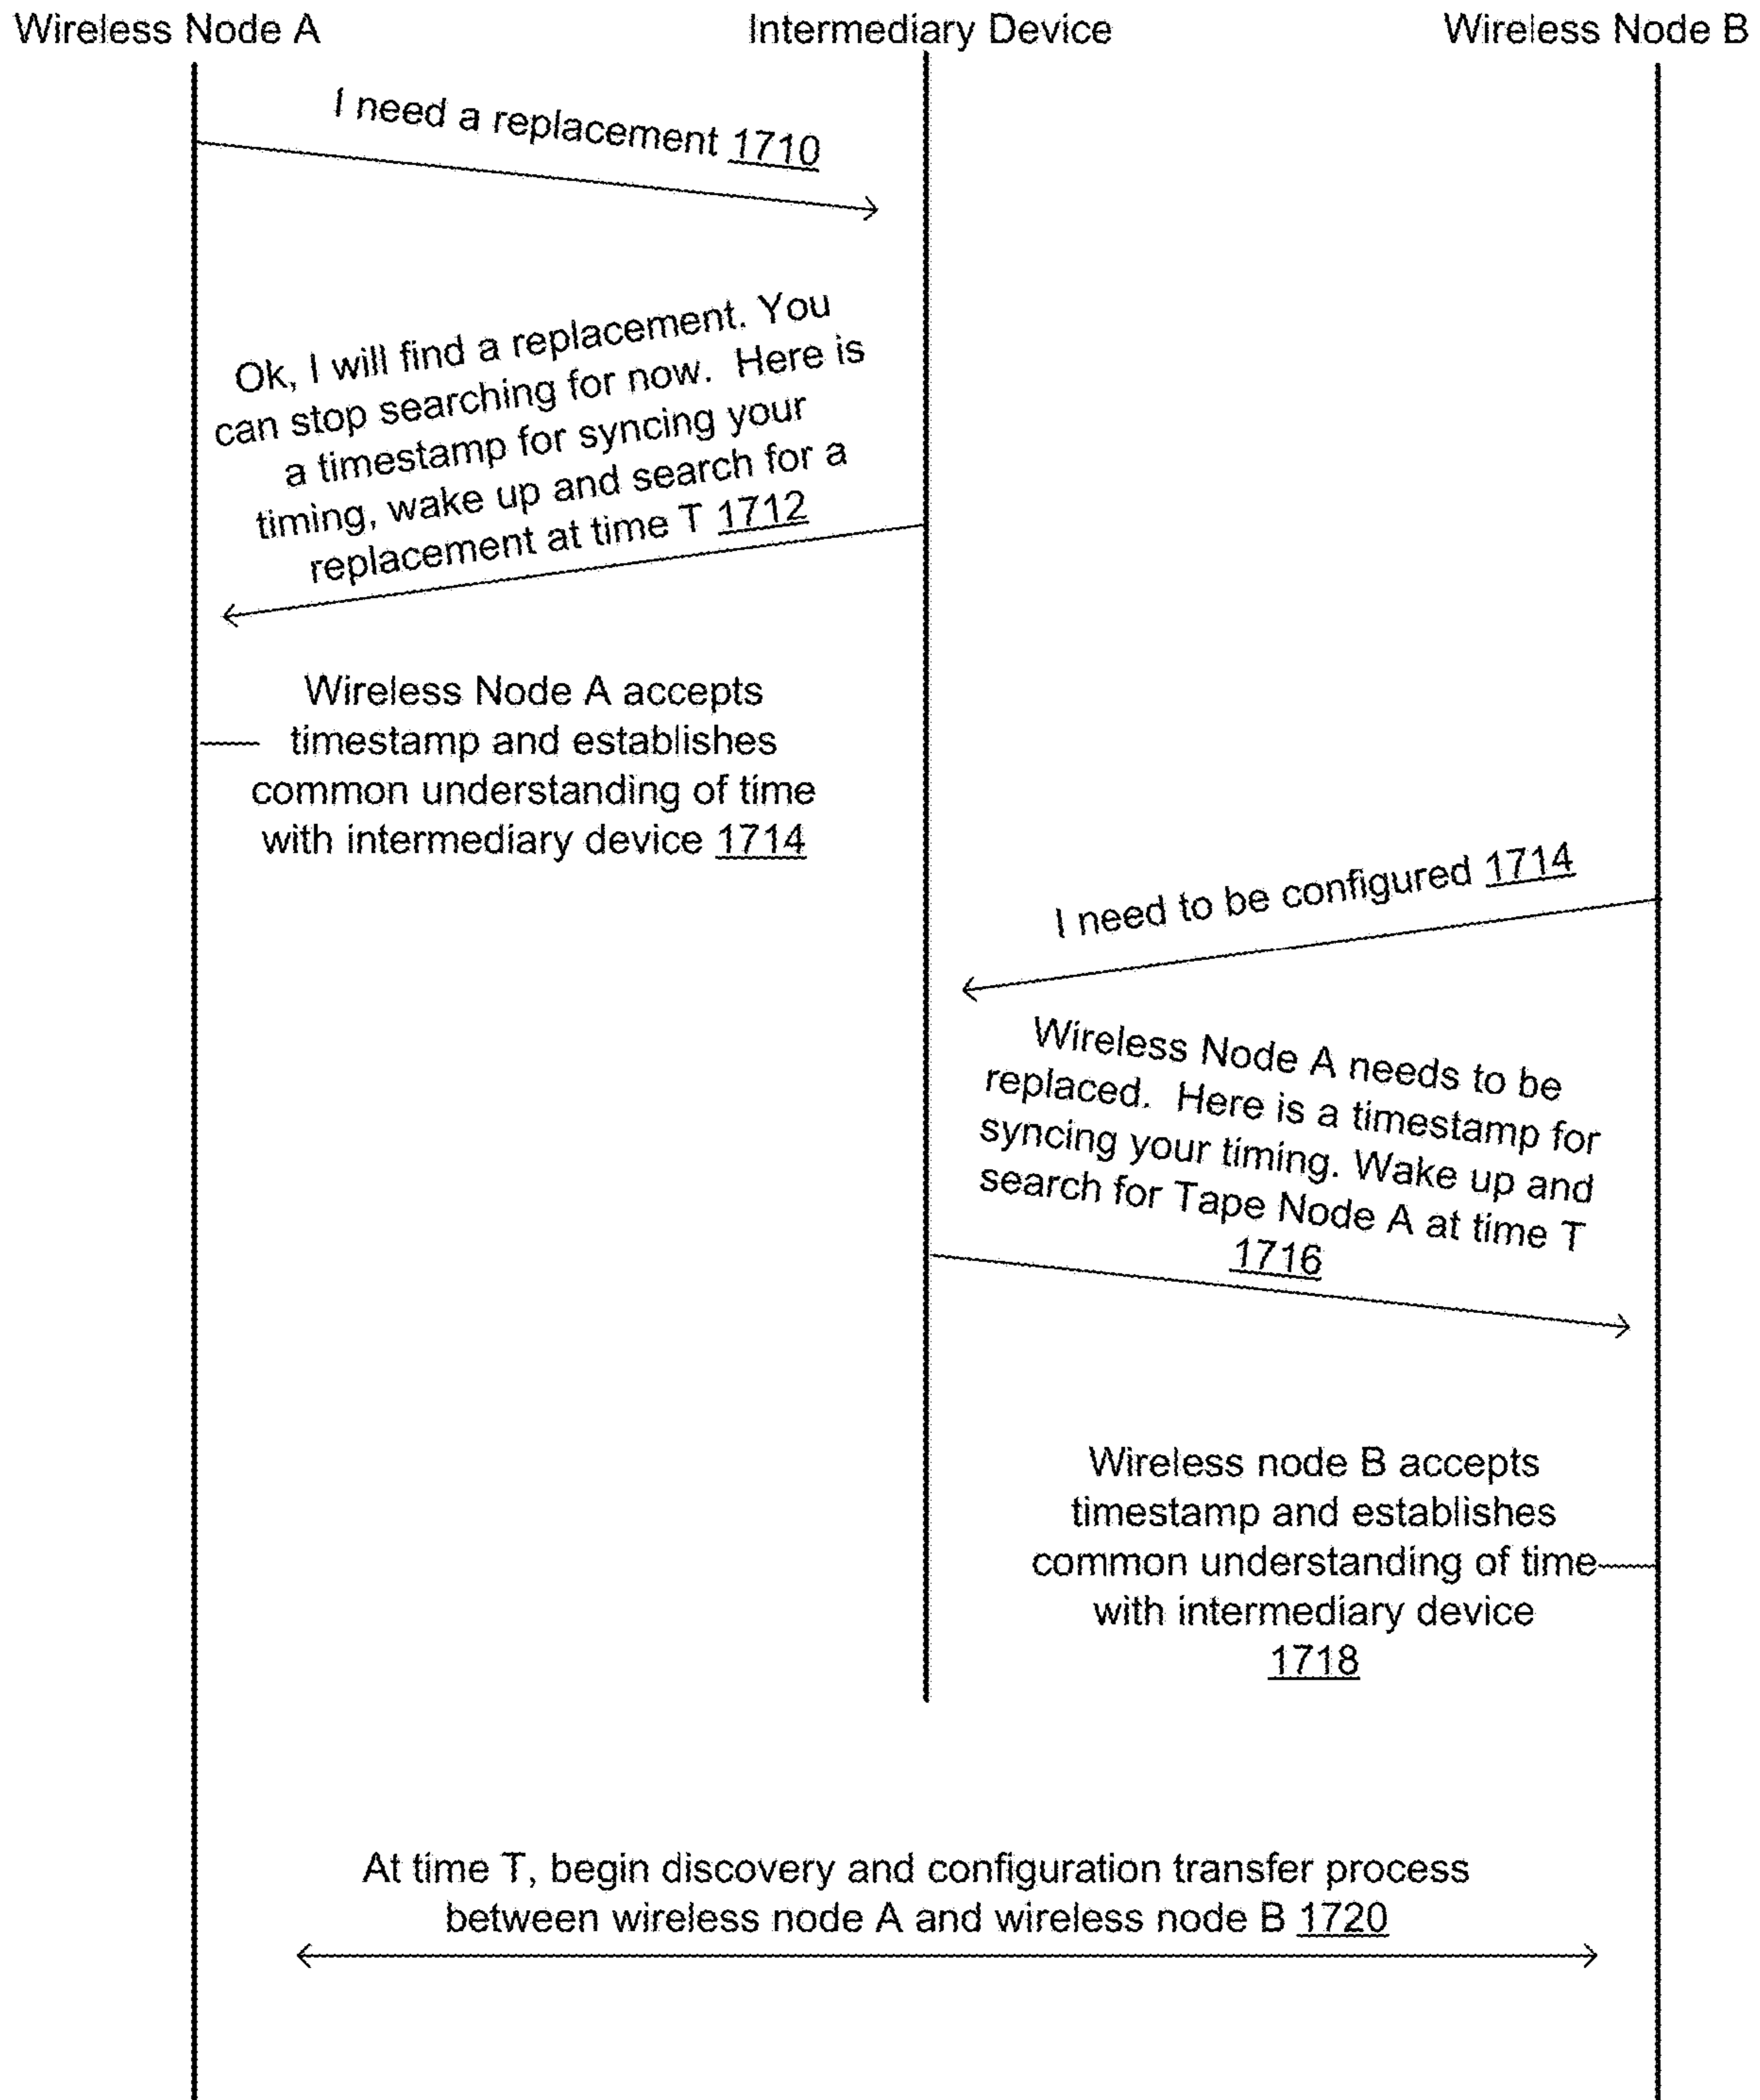 Wireless Node A
Intermediary Device
Wireless Node B
I need a replacement 1710
Ok, I will find a replacement. You
can stop searching for now. Here is
a timestamp for syncing your
timing, wake up and search for a
replacement at time T 1712
Wireless Node A accepts
timestamp and establishes
common understanding of time
with intermediary device 1714
I need to be configured 1714
Wireless Node A needs to be
replaced. Here is a timestamp for
syncing your timing. Wake up and
search for Tape Node A at time T
1716
Wireless node B accepts
timestamp and establishes
common understanding of time
with intermediary device
1718
At time T, begin discovery and configuration transfer process
between wireless node A and wireless node B 1720